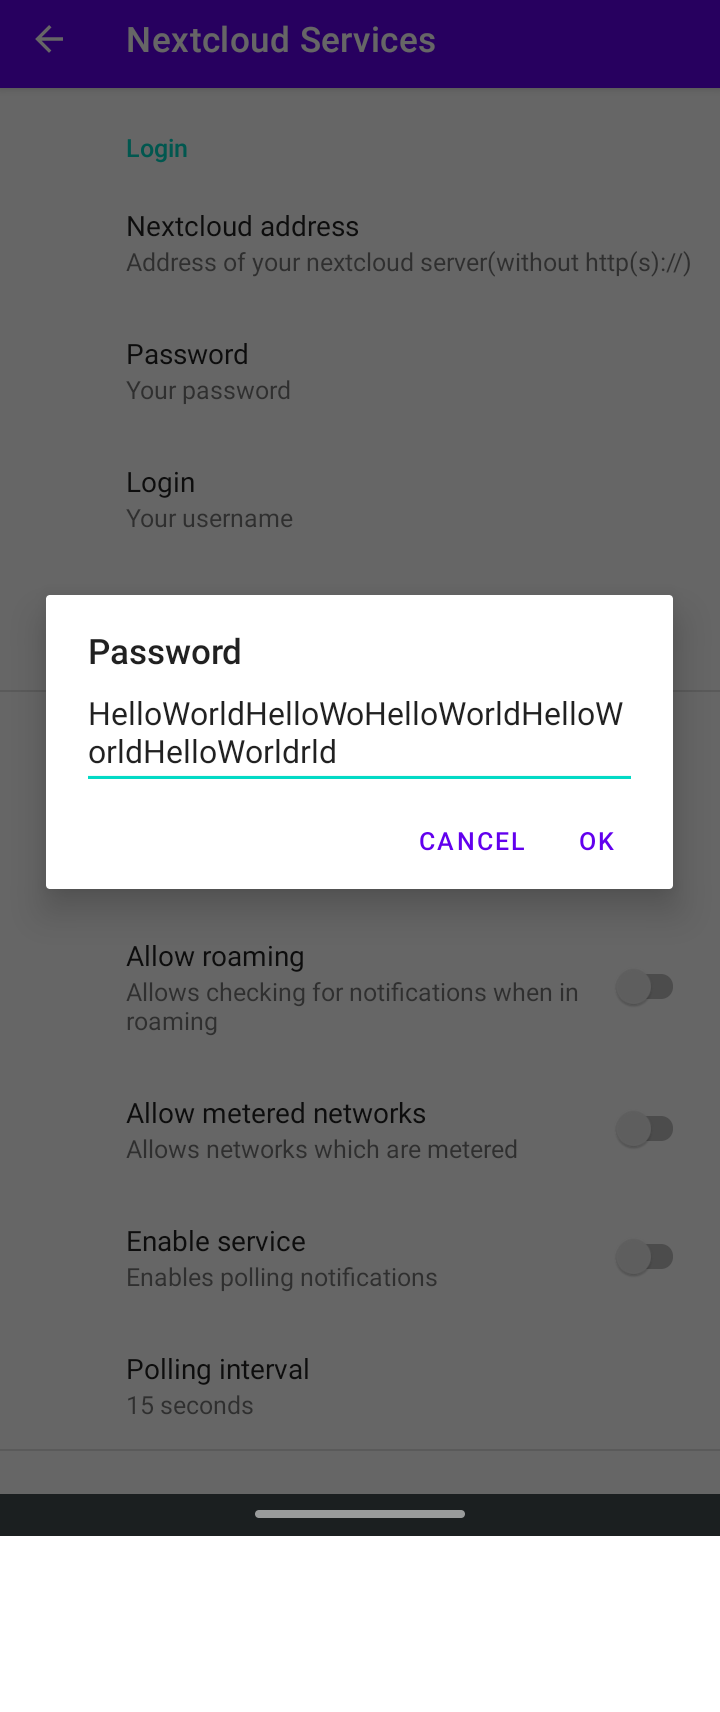 Nextcloud Services
Login
Nextcloud address
Address of your nextcloud server(without http(s)://)
Password
Your password
Login
Your username
Password
HelloWorldHelloWoHelloWorldHelloW
orldHelloWorldrld
CANCEL OK
Allow roaming
Allows checking for notifications when in
roaming
Allow metered networks
Allows networks which are metered
Enable service
Enables polling notifications
Polling interval
15 seconds